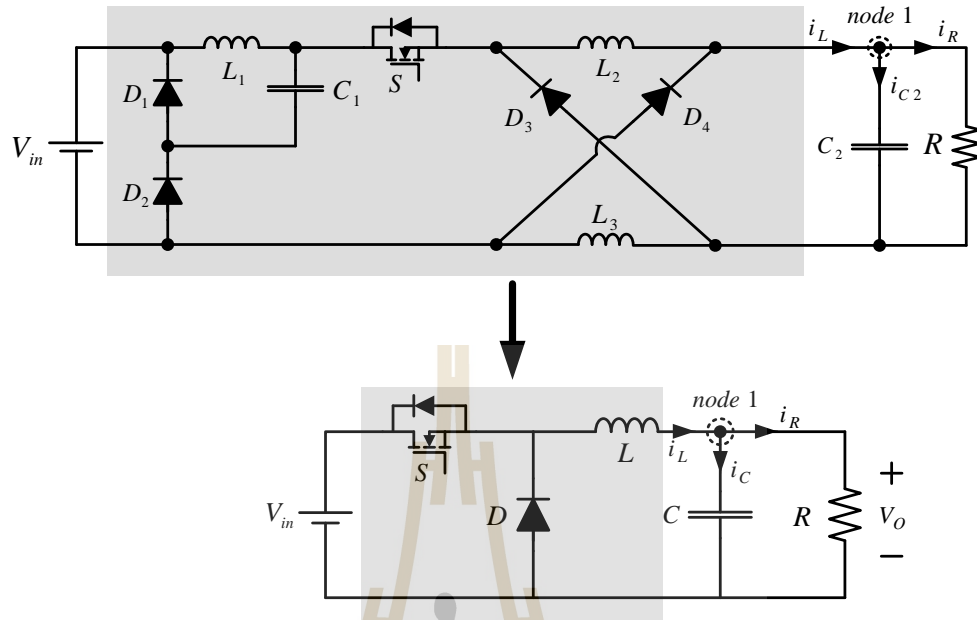 i_L node 1 i_R
L_1 S L_2
D_1 C_1 i_C2
D_3 D_4
V_in C_2 R
D_2
L_3
node 1
i_R
S L i_L i_C
+
V_in D C R V_O
−